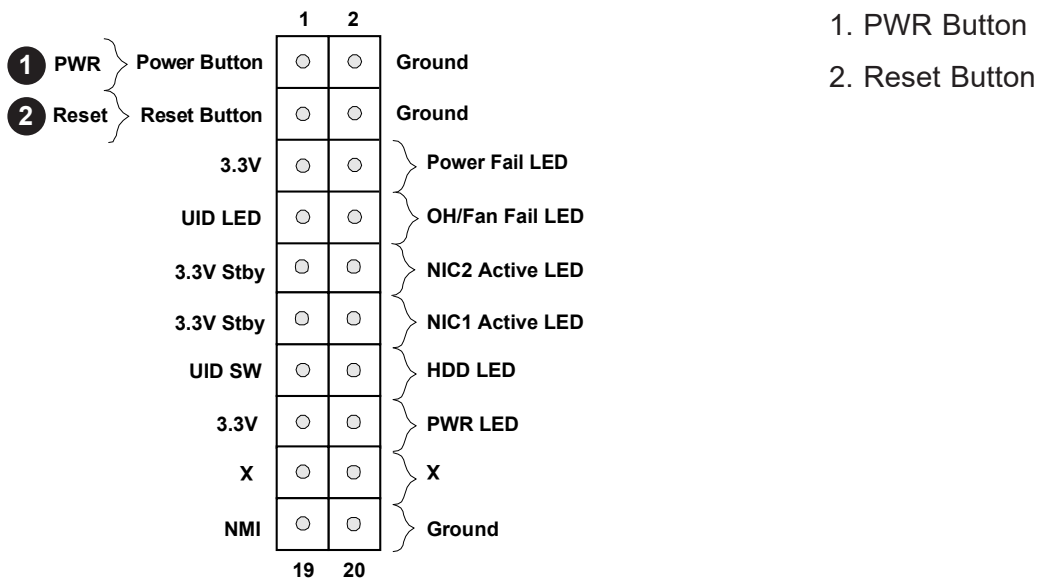 1 2
1 PWR Power Button Ground
2 Reset Reset Button Ground
3.3V Power Fail LED
UID LED OH/Fan Fail LED
3.3V Stby NIC2 Active LED
3.3V Stby NIC1 Active LED
UID SW HDD LED
3.3V PWR LED
X X
NMI Ground
19 20
1. PWR Button
2. Reset Button